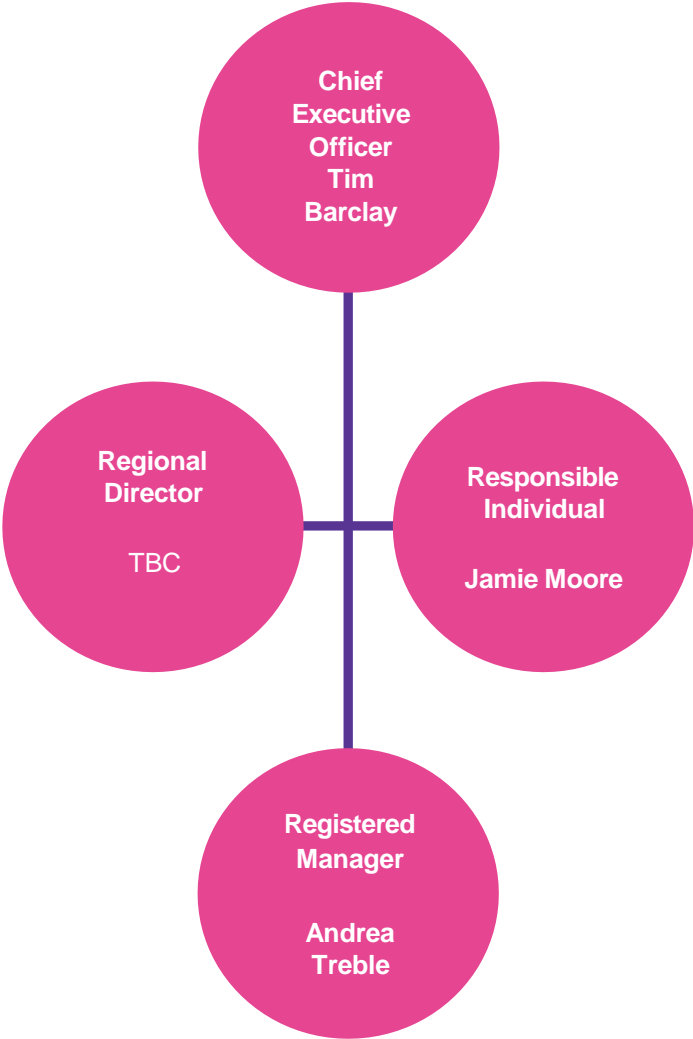 Chief
Executive
Officer
Tim
Barclay
Regional
Director
TBC
Responsible
Individual
Jamie Moore
Registered
Manager
Andrea
Treble